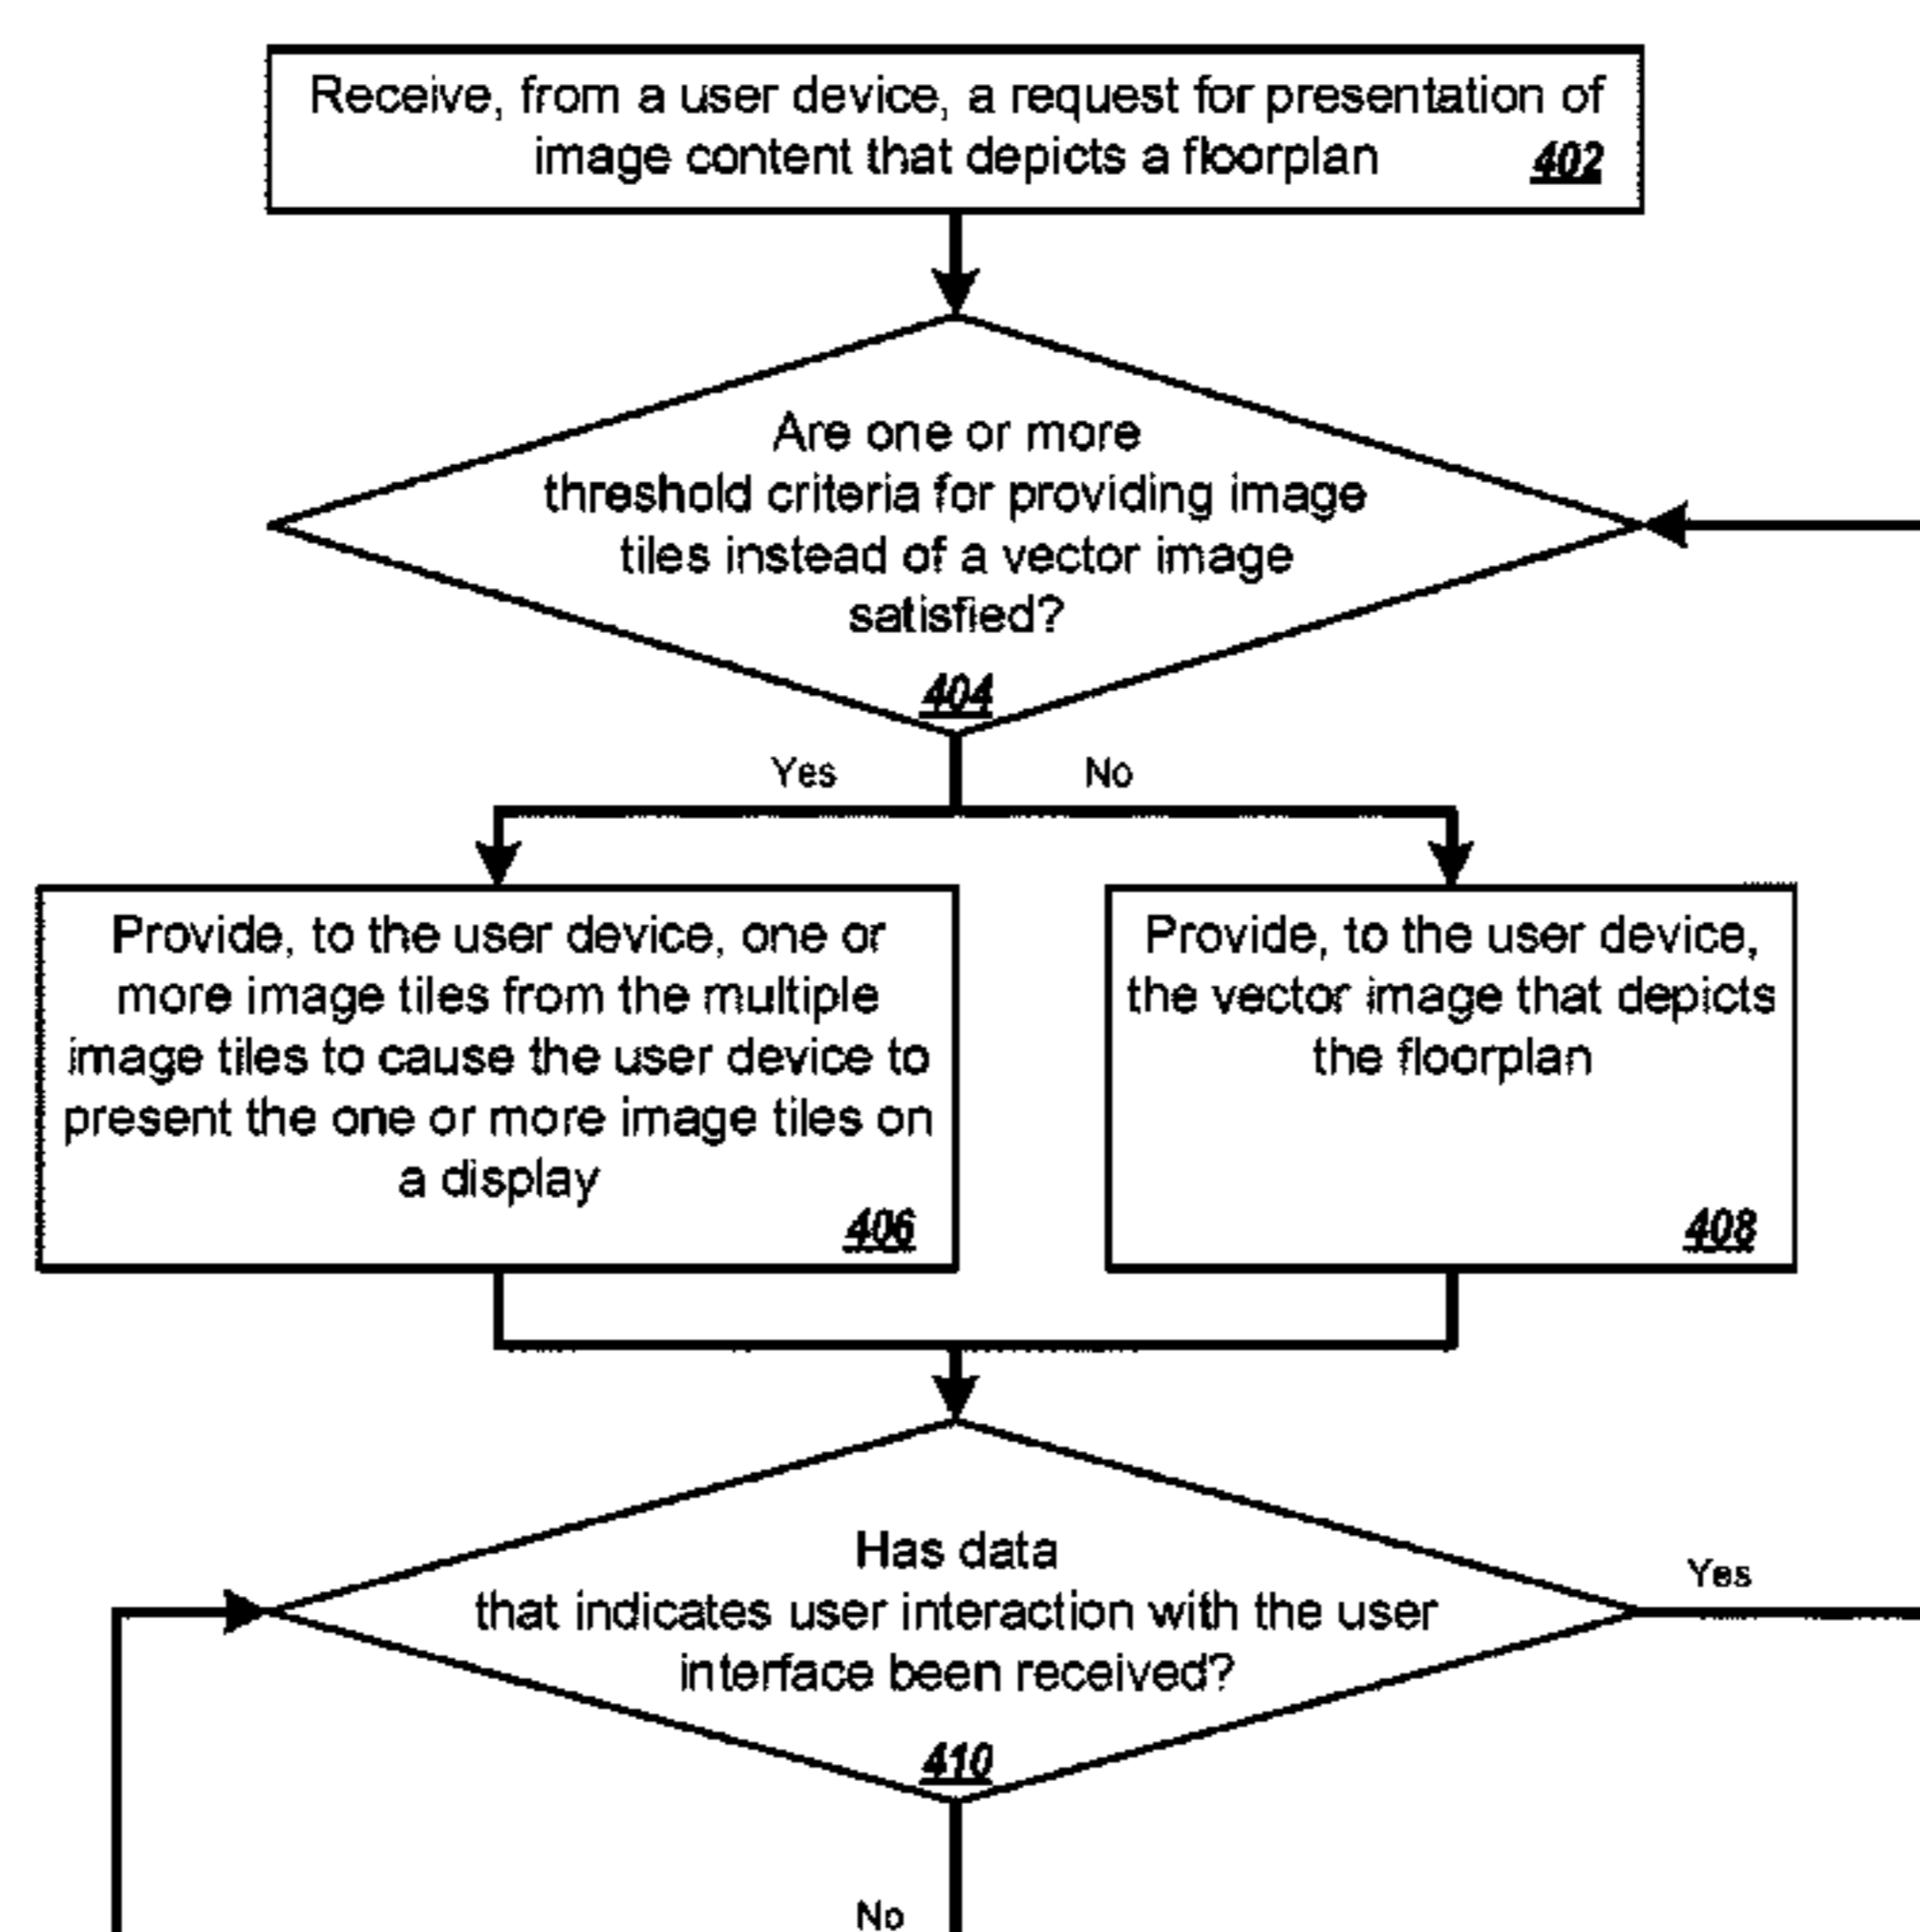 Receive, from a user device, a request for presentation of
image content that depicts a floorplan 402
Are one or more
threshold criteria for providing image
tiles instead of a vector image
satisfied?
404
Yes No
Provide, to the user device, one or
more image tiles from the multiple
image tiles to cause the user device to
present the one or more image tiles on
a display
406
Provide, to the user device,
the vector image that depicts
the floorplan
408
Has data
that indicates user interaction with the user
interface been received?
410
Yes
No